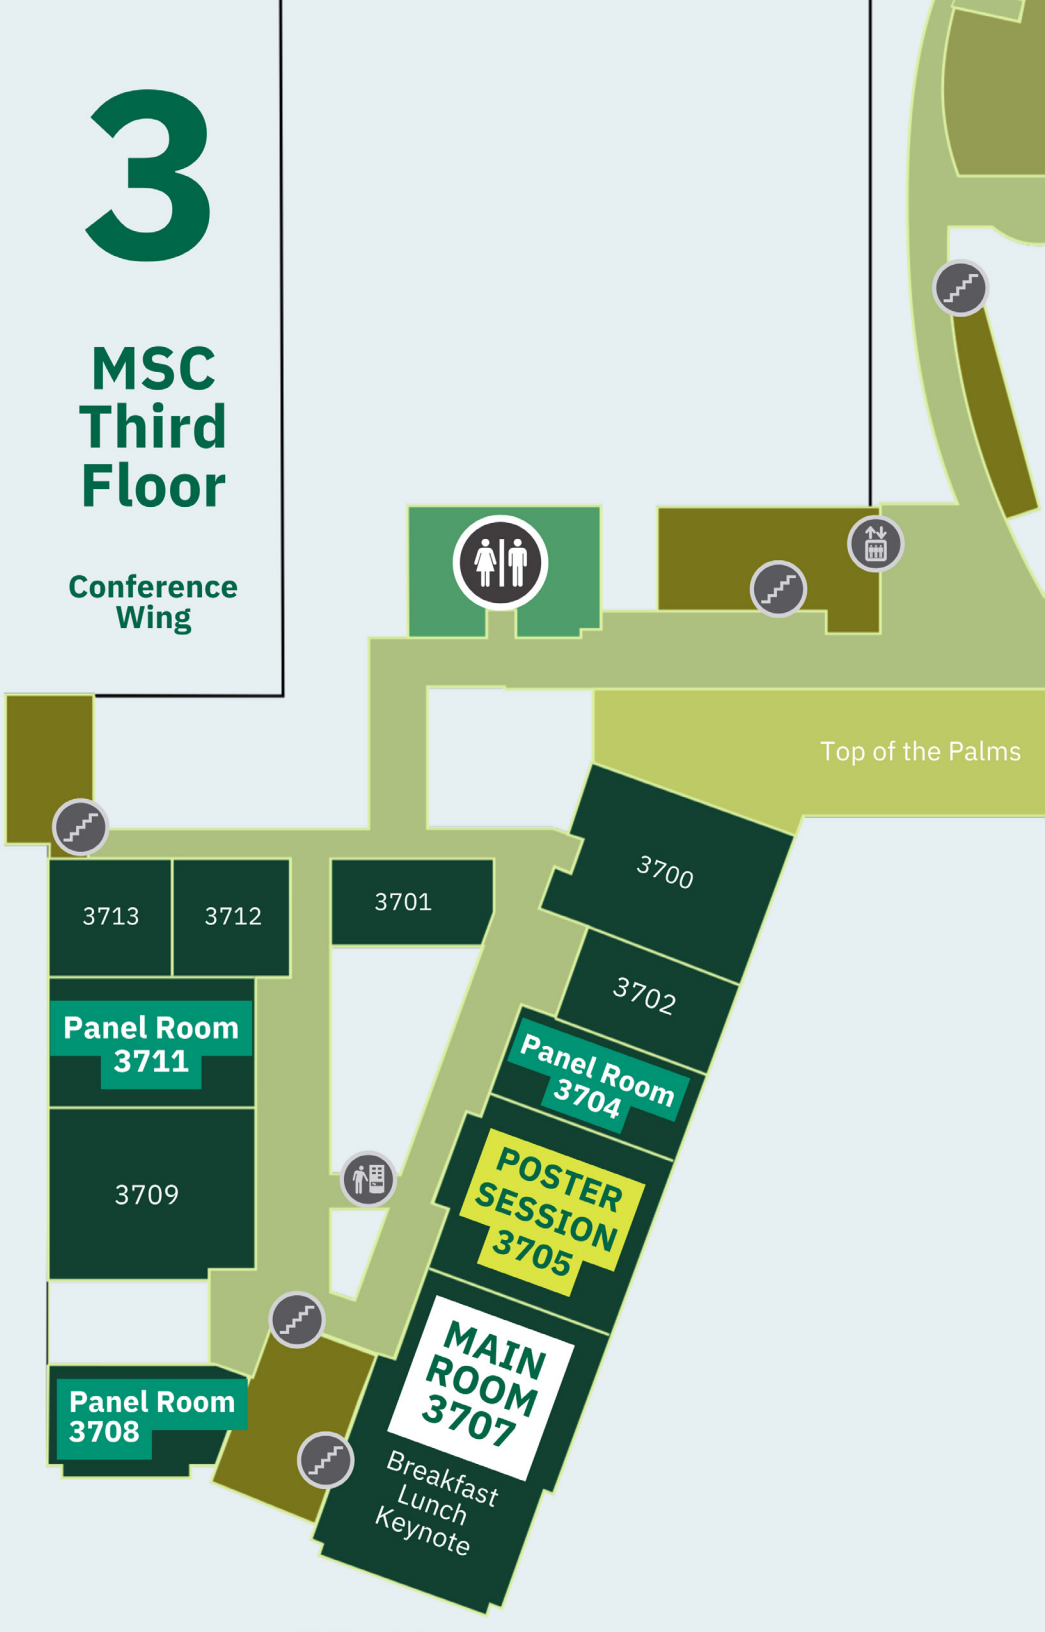 3
MSC
Third
Floor
Conference
Wing
Top of the Palms
3700
3701
3713
3712
3702
Panel Room
3711
Panel Room
3704
3709
POSTER
SESSION
3705
MAIN
ROOM
3707
Panel Room
3708
Breakfast
Lunch
Keynote